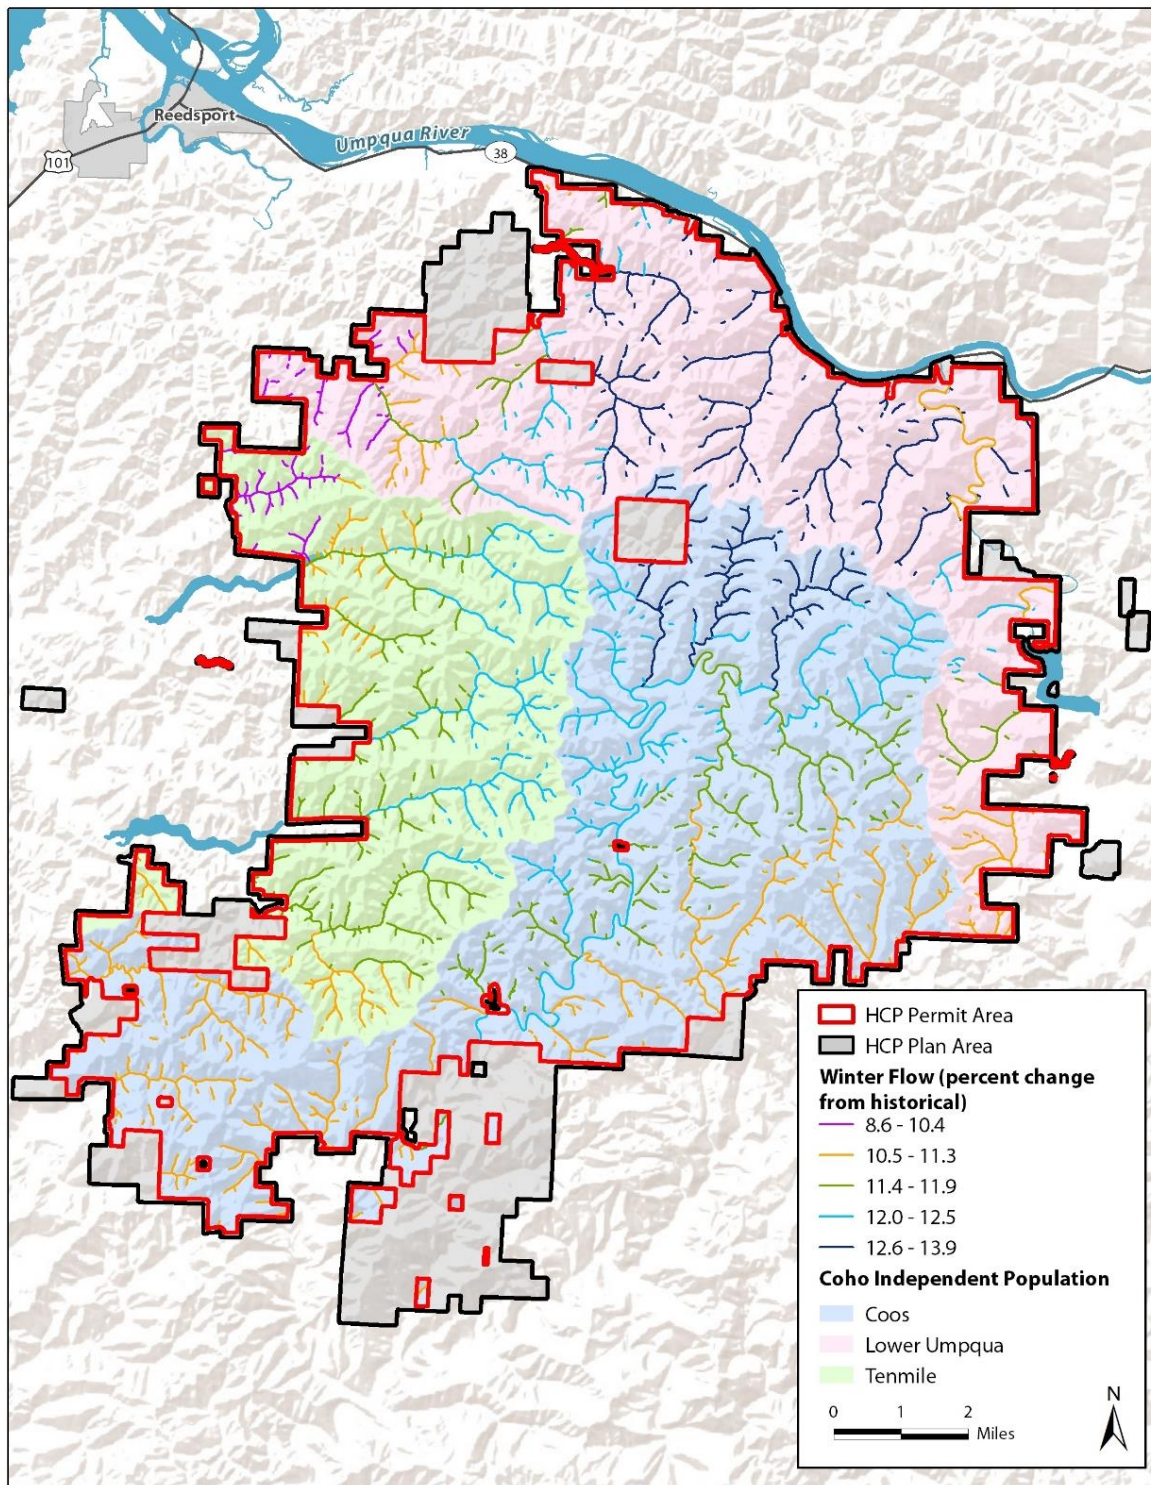 Reedsport
Umpqua River
38
101
HCP Permit Area
HCP Plan Area
Winter Flow (percent change
from historical)
8.6 - 10.4
10.5 - 11.3
11.4 - 11.9
12.0 - 12.5
12.6 - 13.9
Coho Independent Population
Coos
Lower Umpqua
Tenmile
N
0 1 2
Miles